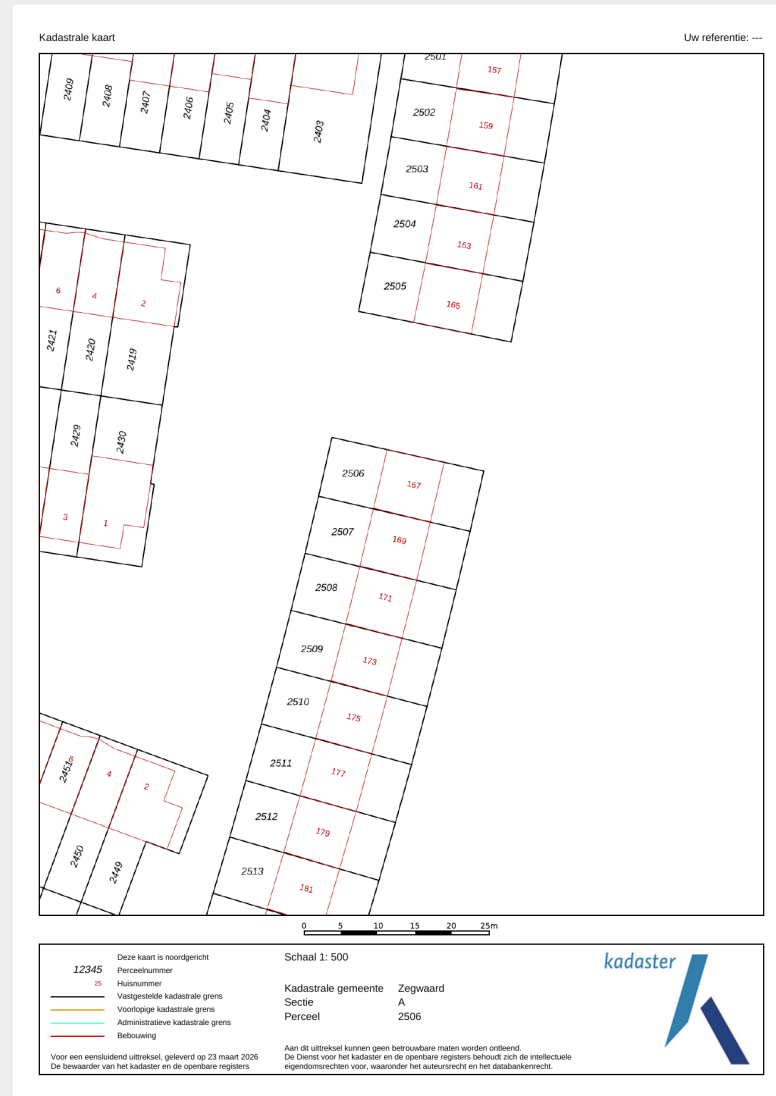 Kadastrale kaart
Uw referentie: ---
2409
2408
2407
2406
2405
2404
2403
2501
157
2502
159
2503
161
2504
163
2505
165
6
4
2
2421
2420
2419
2429
2430
3
1
2506
167
2507
169
2508
171
2509
173
2510
175
2511
177
2512
179
2513
181
2451
6
4
2
2450
2449
0 5 10 15 20 25m
Deze kaart is noordgericht
12345 Perceelnummer
25 Huisnummer
Vastgestelde kadastrale grens
Voorlopige kadastrale grens
Administratieve kadastrale grens
Bebouwing
Voor een eensluidend uittreksel, geleverd op 23 maart 2026
De bewaarder van het kadaster en de openbare registers
Schaal 1: 500
Kadastrale gemeente Zegwaard
Sectie A
Perceel 2506
Aan dit uittreksel kunnen geen betrouwbare maten worden ontleend.
De Dienst voor het kadaster en de openbare registers behoudt zich de intellectuele
eigendomsrechten voor, waaronder het auteursrecht en het databankenrecht.
kadaster